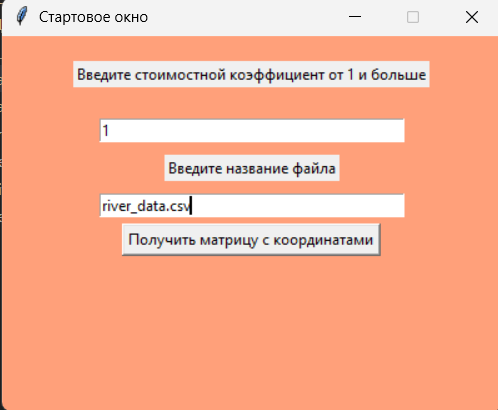 Стартовое окно
Введите стоимостной коэффициент от 1 и больше
1
Введите название файла
river_data.csv
Получить матрицу с координатами